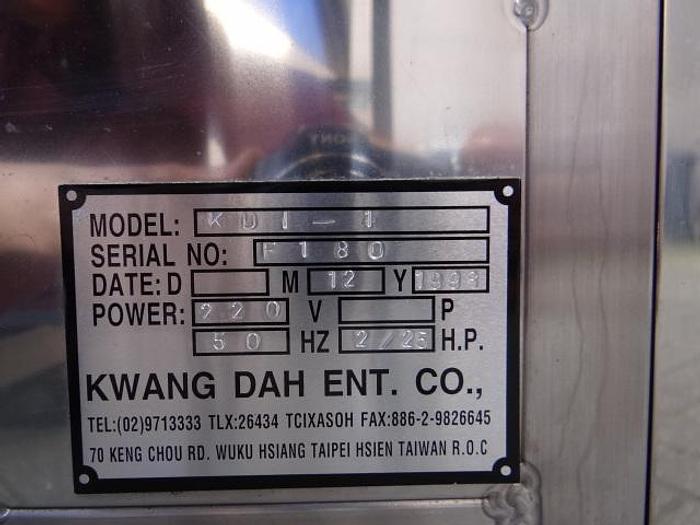 MODEL: KDI-1
SERIAL NO: F180
DATE: D M 12 Y 1998
POWER: 220 V P
50 HZ 2/25 H.P.
KWANG DAH ENT. CO.,
TEL:(02)9713333 TLX:26434 TCIXASOH FAX:886-2-9826645
70 KENG CHOU RD. WUKU HSIANG TAIPEI HSIEN TAIWAN R.O.C